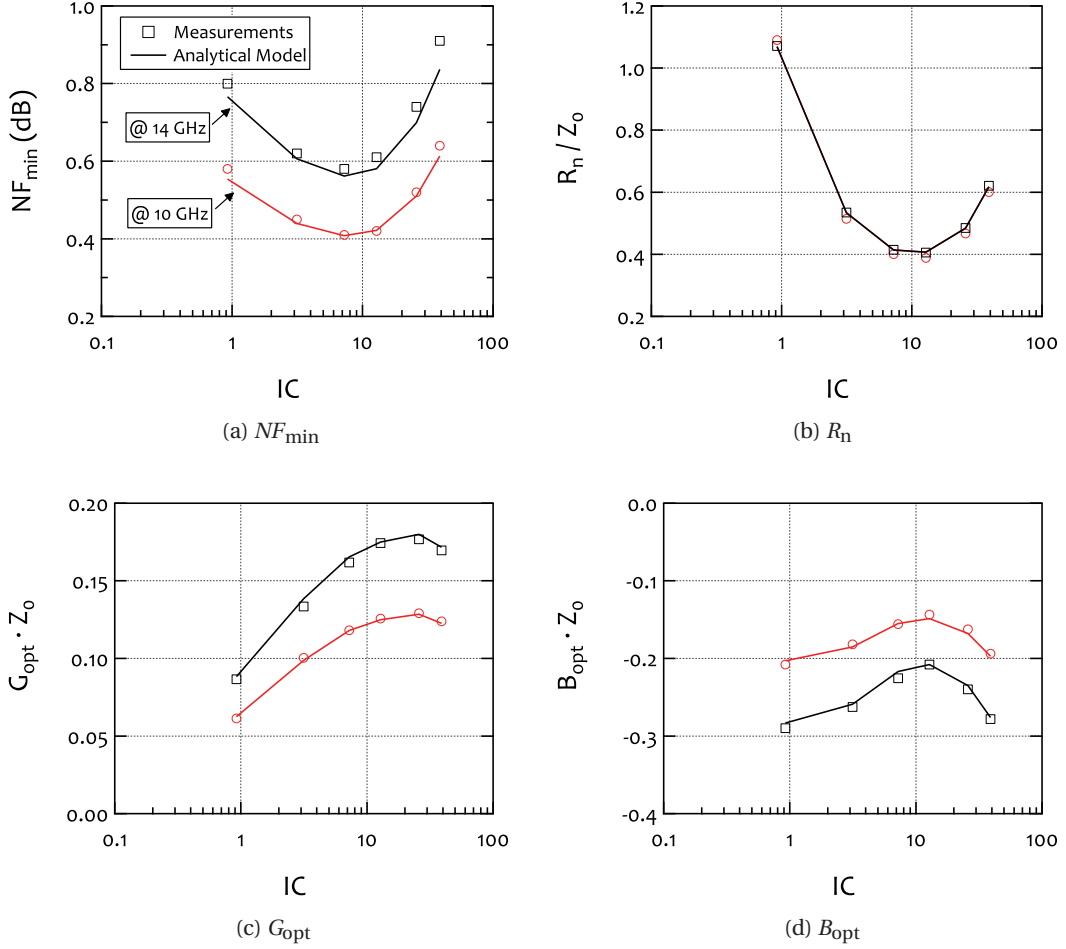 1.0
0.8
0.6
0.4
0.2
NFmin (dB)
Measurements
Analytical Model
@ 14 GHz
@ 10 GHz
0.1 1 10 100
IC
(a) NFmin
1.2
1.0
0.8
0.6
0.4
0.2
Rn / Zo
0.1 1 10 100
IC
(b) Rn
0.20
0.15
0.10
0.05
0.00
Gopt · Zo
0.1 1 10 100
IC
(c) Gopt
0.0
-0.1
-0.2
-0.3
-0.4
Bopt · Zo
0.1 1 10 100
IC
(d) Bopt